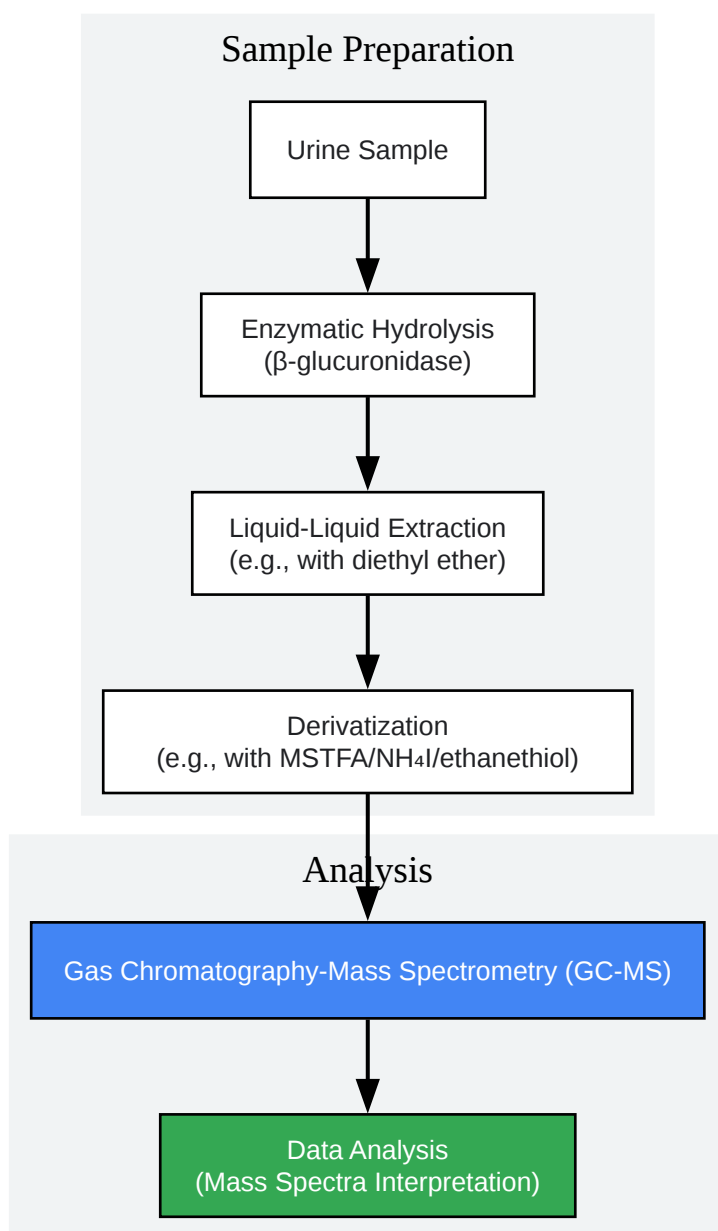 Sample Preparation
Urine Sample
Enzymatic Hydrolysis
(β-glucuronidase)
Liquid-Liquid Extraction
(e.g., with diethyl ether)
Derivatization
(e.g., with MSTFA/NH₄I/ethanethiol)
Analysis
Gas Chromatography-Mass Spectrometry (GC-MS)
Data Analysis
(Mass Spectra Interpretation)